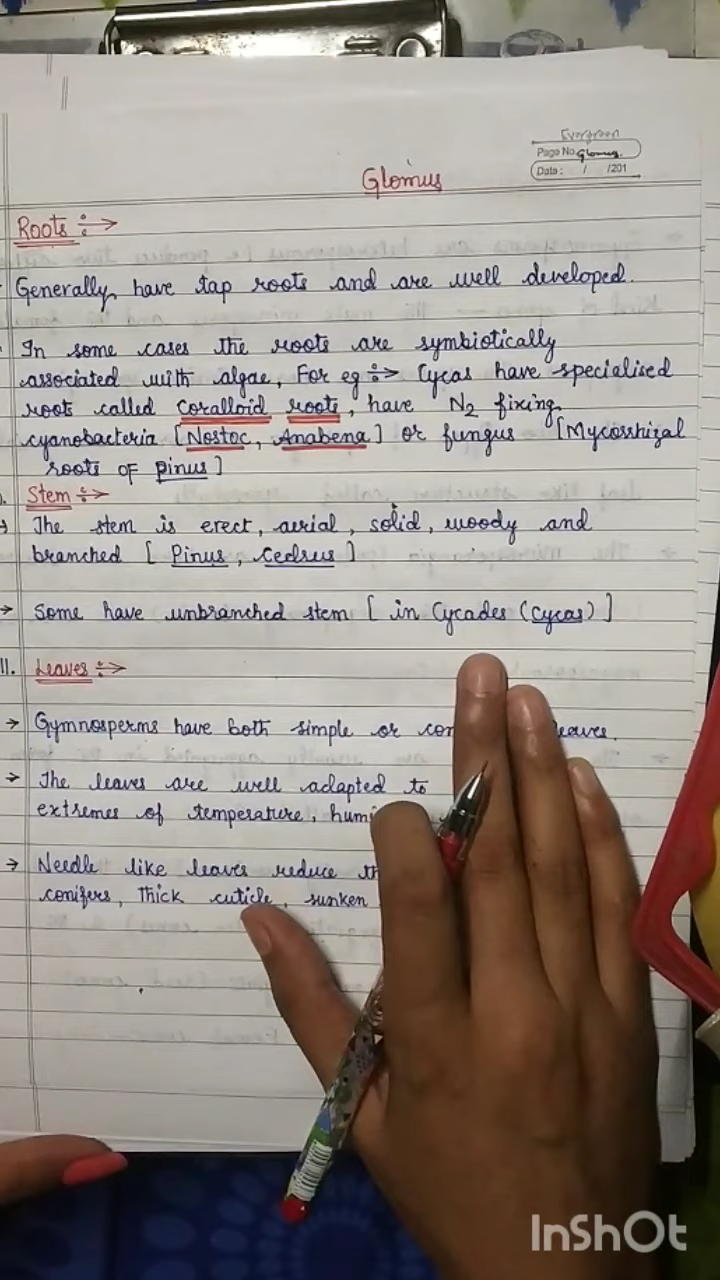 Evergreen
Page No. Glomus.
Date : / /201
Glomus
Roots ÷→
Generally have tap roots and are well developed.
In some cases the roots are symbiotically
associated with algae, For eg ÷→ Cycas have specialised
roots called coralloid roots, have N2 fixing
cyanobacteria [Nostoc, Anabena] or fungus [Mycorrhizal
roots of pinus]
Stem ÷→
→ The stem is erect, aerial, solid, woody and
branched [ Pinus, Cedrus ]
→ Some have unbranched stem [ in Cycades (Cycas) ]
II. Leaves ÷→
→ Gymnosperms have both simple or leaves.
→ The leaves are well adapted to
extremes of temperature,
→ Needle like leaves reduce
conifers, Thick cuticle, sunken
InShOt